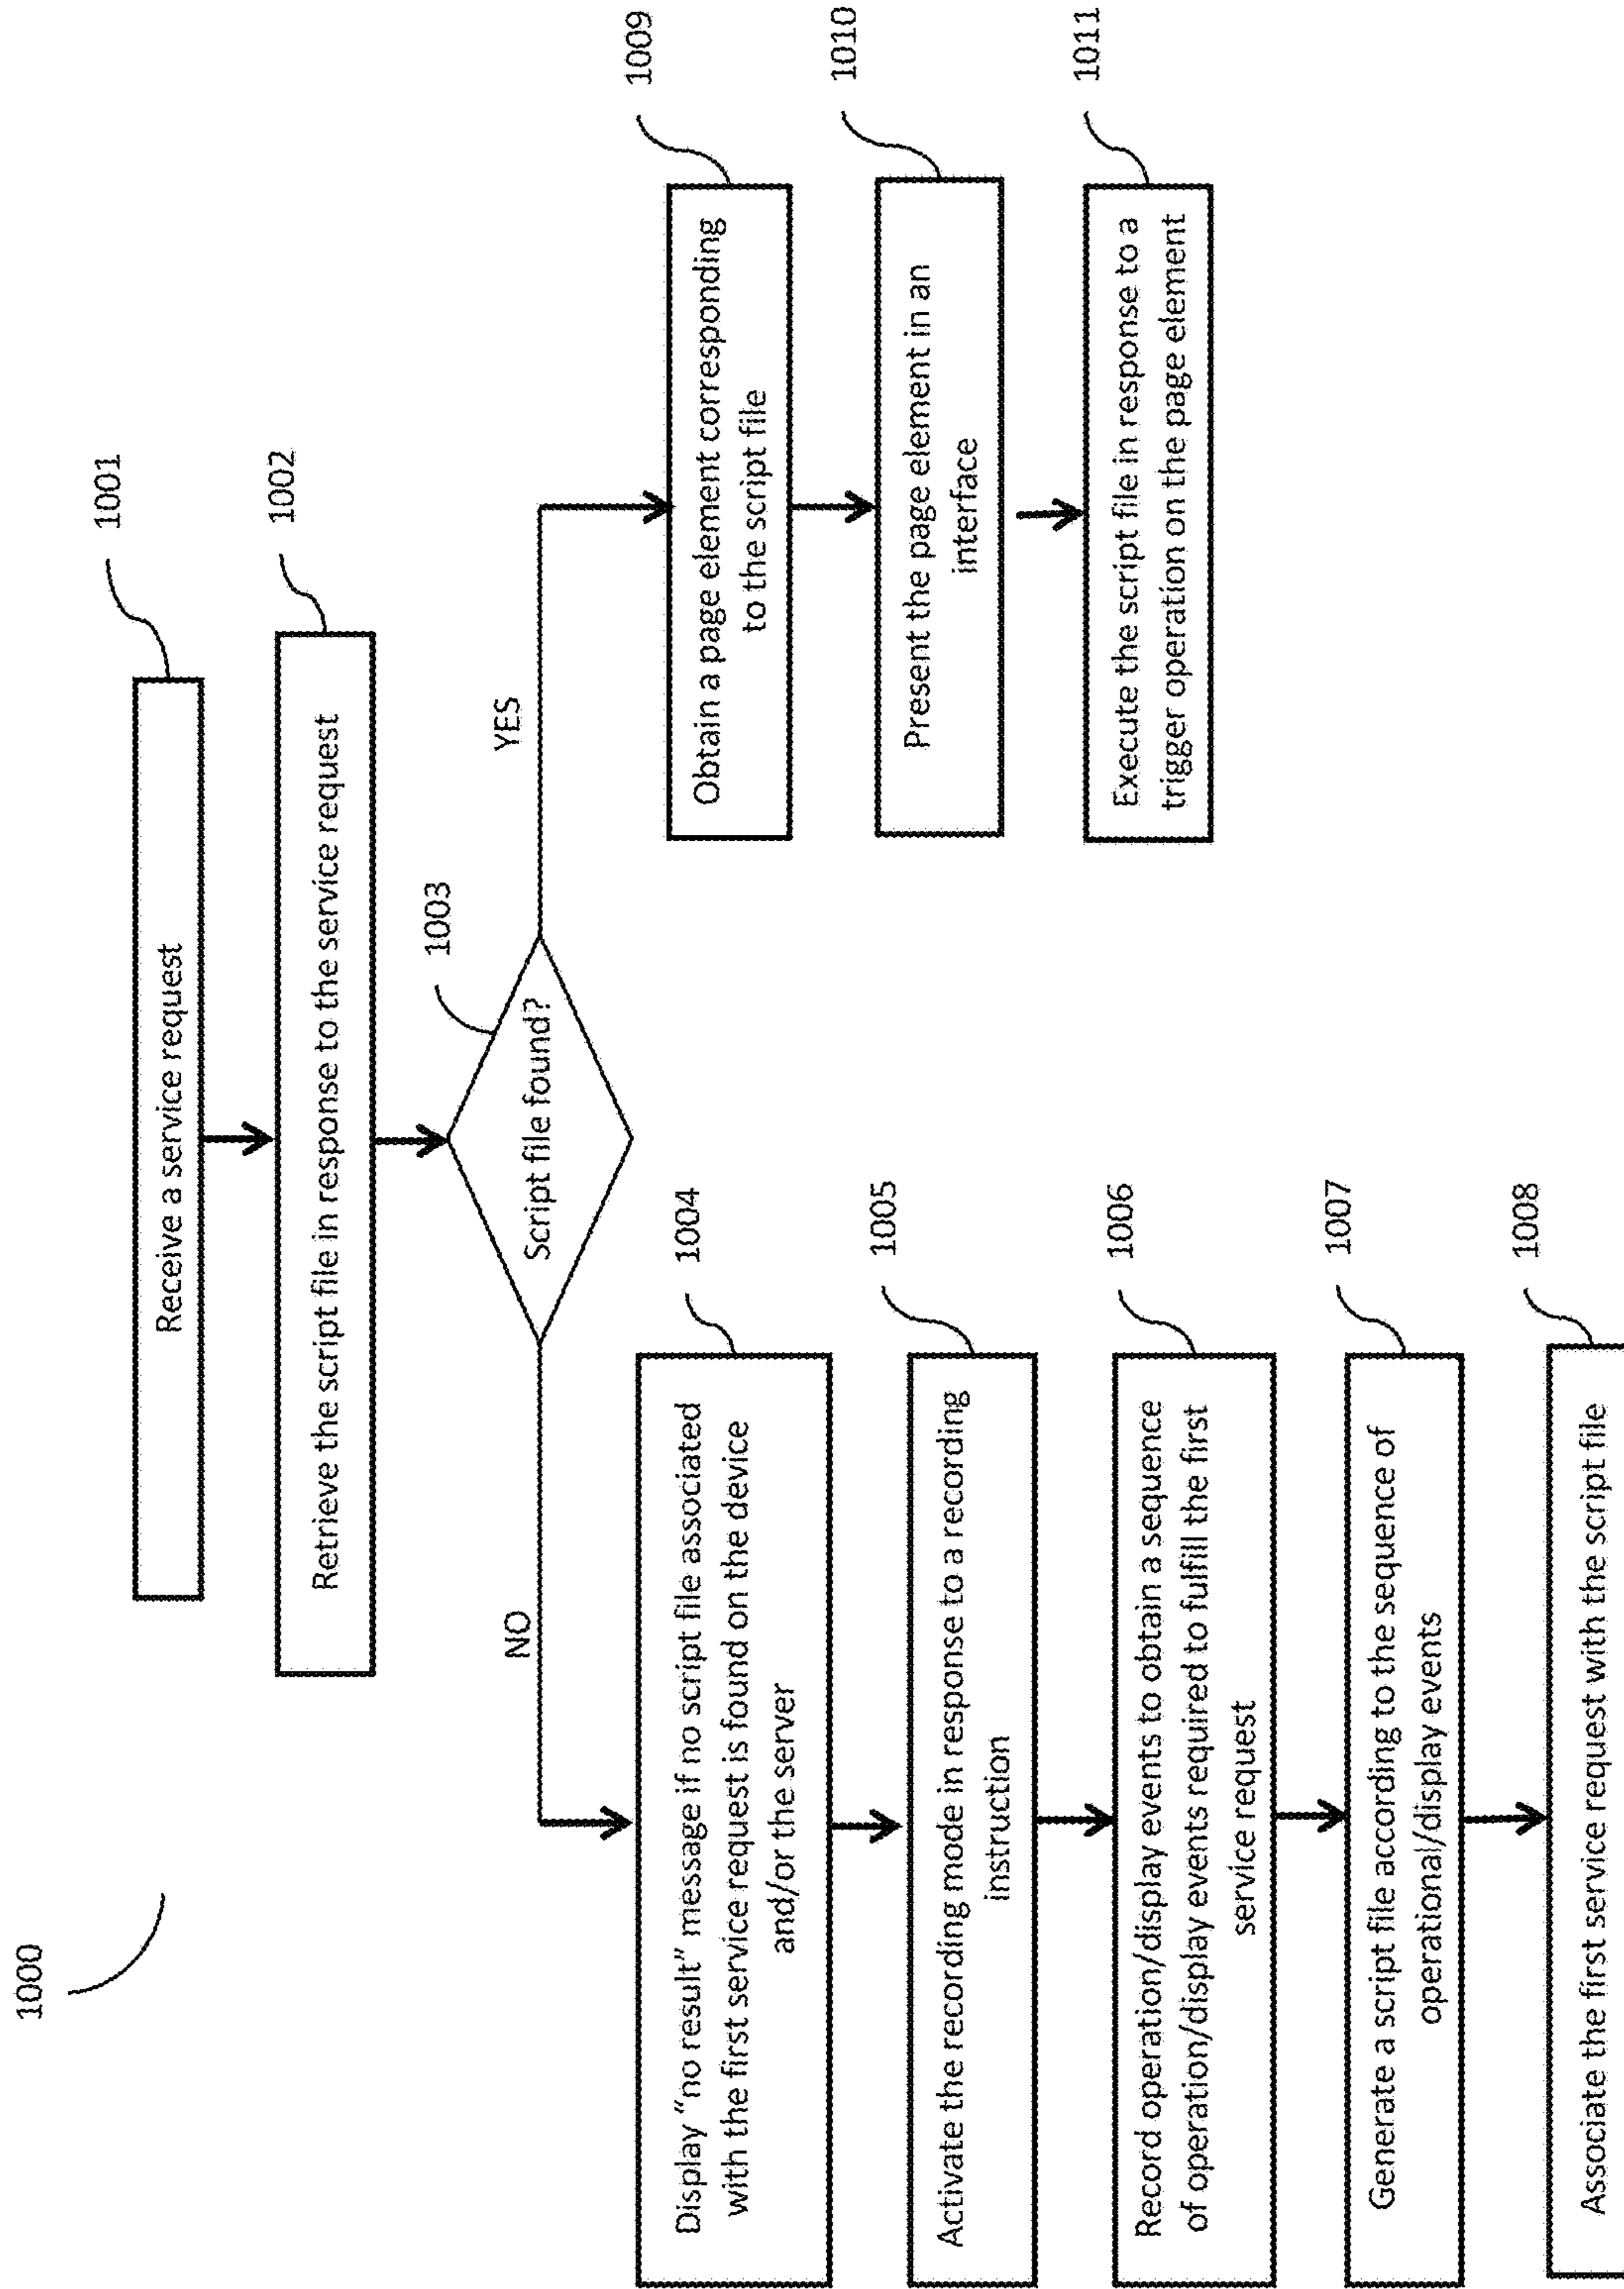 1000
Receive a service request
1001
Retrieve the script file in response to the service request
1002
Script file found?
1003
NO
YES
Display “no result” message if no script file associated
with the first service request is found on the device
and/or the server
1004
Activate the recording mode in response to a recording
instruction
1005
Record operation/display events to obtain a sequence
of operation/display events required to fulfill the first
service request
1006
Generate a script file according to the sequence of
operational/display events
1007
Associate the first service request with the script file
1008
Obtain a page element corresponding
to the script file
1009
Present the page element in an
interface
1010
Execute the script file in response to a
trigger operation on the page element
1011